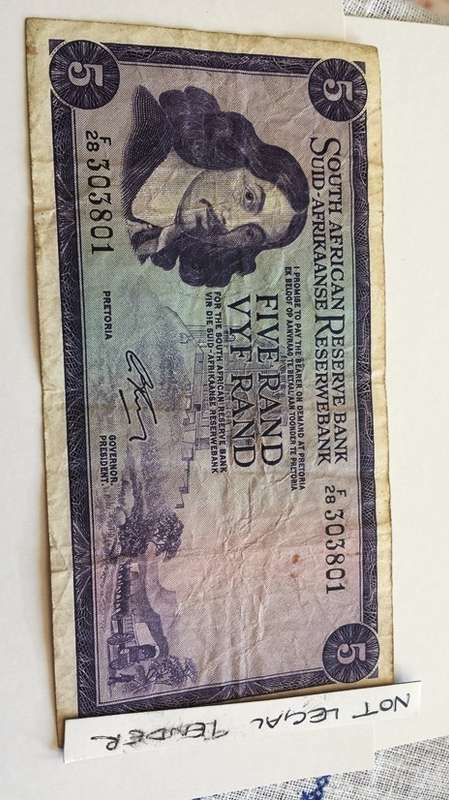 5
5
SOUTH AFRICAN RESERVE BANK
SUID-AFRIKAANSE RESERWEBANK
F
28 303801
F
28 303801
I PROMISE TO PAY THE BEARER ON DEMAND AT PRETORIA
EK BELOOF OP AANVRAAG TE BETAAL AAN TOONDER TE PRETORIA
FIVE RAND
VYF RAND
FOR THE SOUTH AFRICAN RESERVE BANK
VIR DIE SUID-AFRIKAANSE RESERWEBANK
PRETORIA
GOVERNOR.
PRESIDENT.
5
NOT LEGAL TENDER